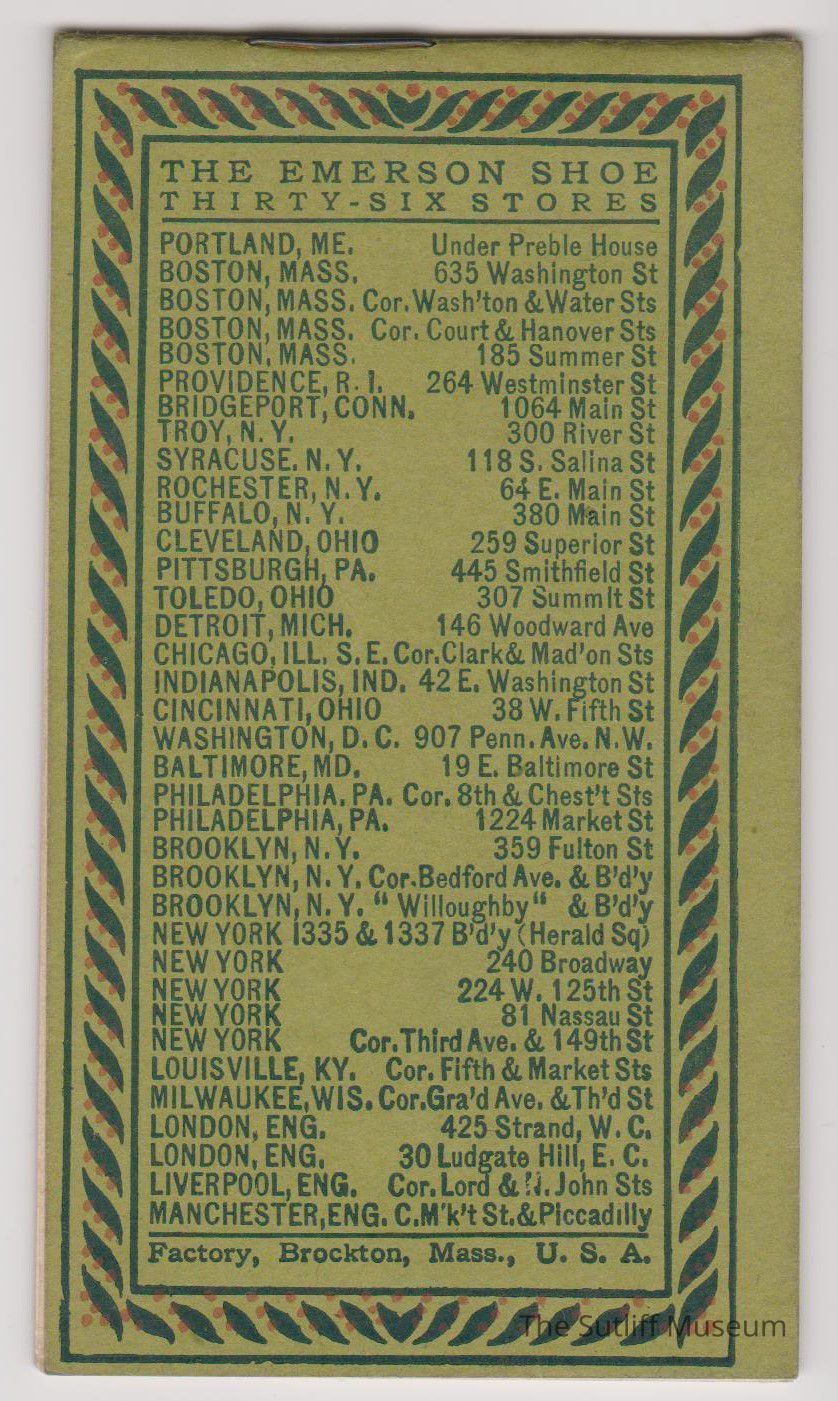 THE EMERSON SHOE
THIRTY-SIX STORES
PORTLAND, ME. Under Preble House
BOSTON, MASS. 635 Washington St
BOSTON, MASS. Cor. Wash'ton & Water Sts
BOSTON, MASS. Cor. Court & Hanover Sts
BOSTON, MASS. 185 Summer St
PROVIDENCE, R. I. 264 Westminster St
BRIDGEPORT, CONN. 1064 Main St
TROY, N. Y. 300 River St
SYRACUSE. N. Y. 118 S. Salina St
ROCHESTER, N. Y. 64 E. Main St
BUFFALO, N. Y. 380 Main St
CLEVELAND, OHIO 259 Superior St
PITTSBURGH, PA. 445 Smithfield St
TOLEDO, OHIO 307 Summit St
DETROIT, MICH. 146 Woodward Ave
CHICAGO, ILL. S. E. Cor. Clark & Mad'on Sts
INDIANAPOLIS, IND. 42 E. Washington St
CINCINNATI, OHIO 38 W. Fifth St
WASHINGTON, D. C. 907 Penn. Ave. N.W.
BALTIMORE, MD. 19 E. Baltimore St
PHILADELPHIA. PA. Cor. 8th & Chest't Sts
PHILADELPHIA, PA. 1224 Market St
BROOKLYN, N. Y. 359 Fulton St
BROOKLYN, N. Y. Cor. Bedford Ave. & B'd'y
BROOKLYN, N. Y. "Willoughby" & B'd'y
NEW YORK 1335 & 1337 B'd'y (Herald Sq)
NEW YORK 240 Broadway
NEW YORK 224 W. 125th St
NEW YORK 81 Nassau St
NEW YORK Cor. Third Ave. & 149th St
LOUISVILLE, KY. Cor. Fifth & Market Sts
MILWAUKEE, WIS. Cor. Gra'd Ave. & Th'd St
LONDON, ENG. 425 Strand, W. C.
LONDON, ENG. 30 Ludgate Hill, E. C.
LIVERPOOL, ENG. Cor. Lord & N. John Sts
MANCHESTER, ENG. C. M'k't St. & Piccadilly
Factory, Brockton, Mass., U. S. A.
The Sutliff Museum